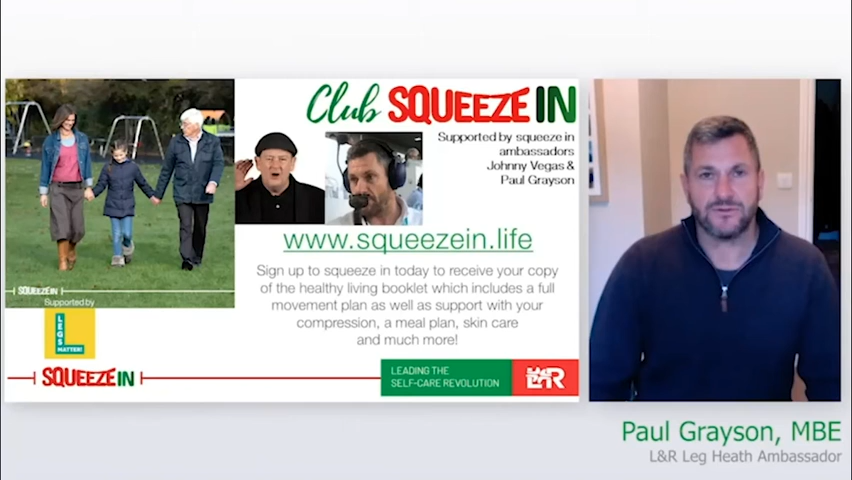 Club SQUEEZE IN
Supported by squeeze in
ambassadors
Johnny Vegas &
Paul Grayson
www.squeezein.life
Sign up to squeeze in today to receive your copy
of the healthy living booklet which includes a full
movement plan as well as support with your
compression, a meal plan, skin care
and much more!
SQUEEZEIN
Supported by
LEGS
MATTER!
SQUEEZE IN
LEADING THE
SELF-CARE REVOLUTION
L&R
Paul Grayson, MBE
L&R Leg Heath Ambassador